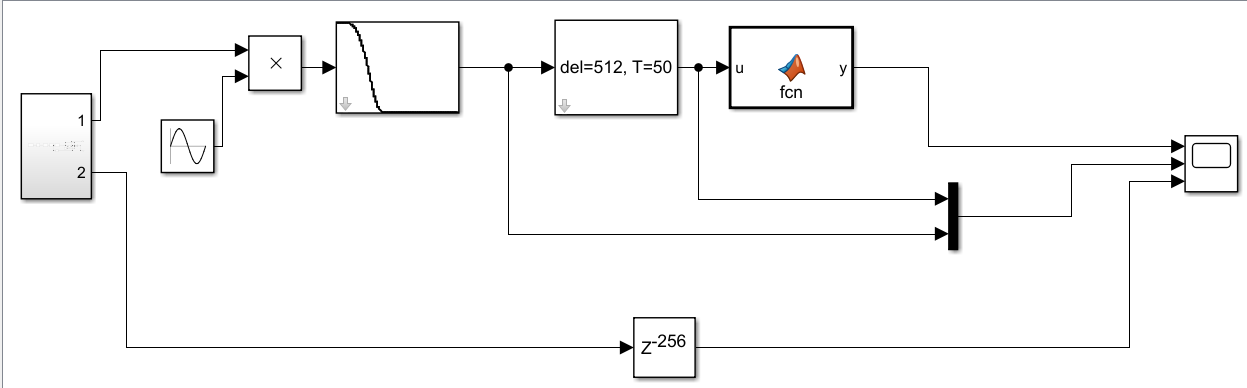 1
2
×
del=512, T=50
u
y
fcn
Z-256